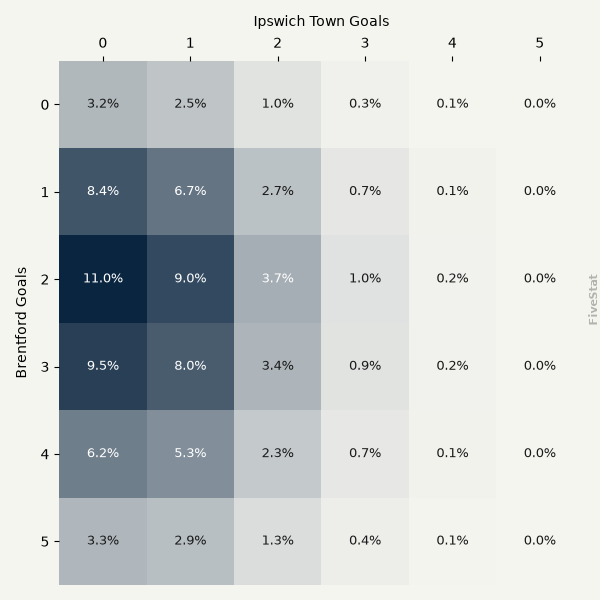 Ipswich Town Goals
0 1 2 3 4 5
Brentford Goals
0 3.2% 2.5% 1.0% 0.3% 0.1% 0.0%
1 8.4% 6.7% 2.7% 0.7% 0.1% 0.0%
2 11.0% 9.0% 3.7% 1.0% 0.2% 0.0%
3 9.5% 8.0% 3.4% 0.9% 0.2% 0.0%
4 6.2% 5.3% 2.3% 0.7% 0.1% 0.0%
5 3.3% 2.9% 1.3% 0.4% 0.1% 0.0%
FiveStat